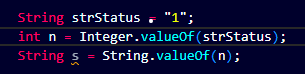 String strStatus = "1";
int n = Integer.valueOf(strStatus);
String s = String.valueOf(n);